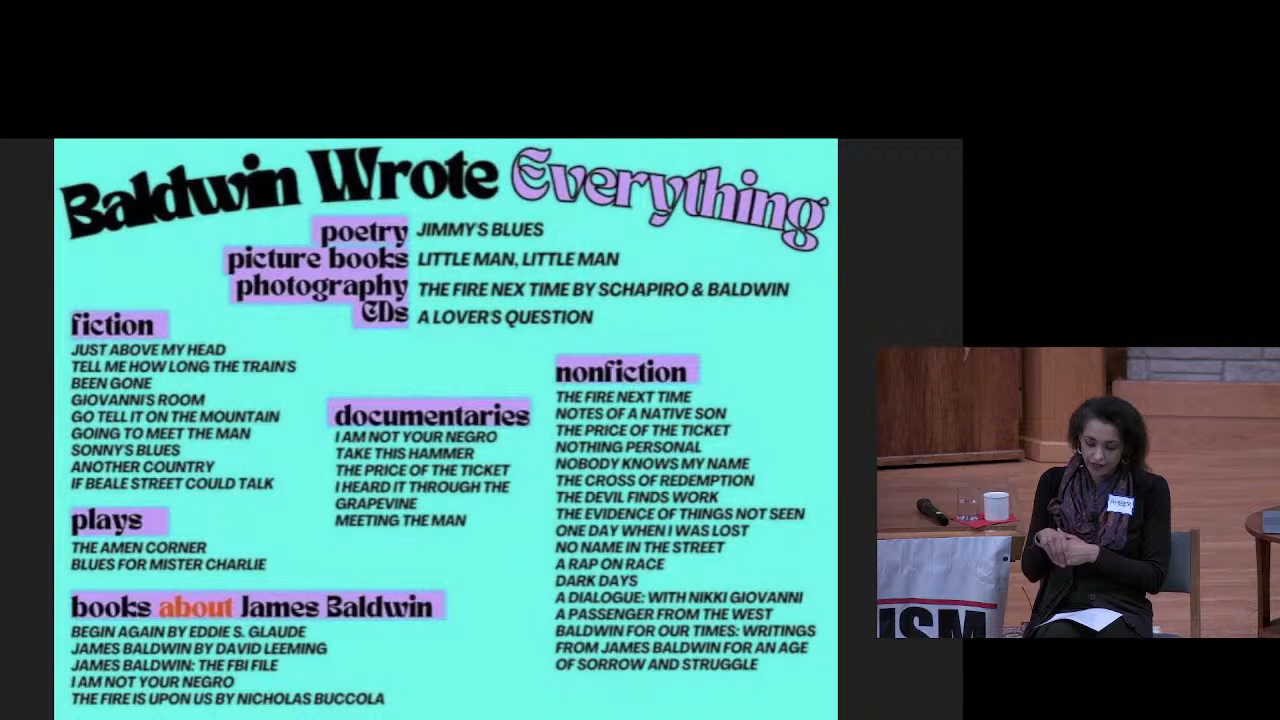 Baldwin Wrote Everything
poetry JIMMY'S BLUES
picture books LITTLE MAN, LITTLE MAN
photography THE FIRE NEX TIME BY SCHAPIRO & BALDWIN
CDs A LOVER'S QUESTION
fiction
JUST ABOVE MY HEAD
TELL ME HOW LONG THE TRAIN'S
BEEN GONE
GIOVANNI'S ROOM
GO TELL IT ON THE MOUNTAIN
GOING TO MEET THE MAN
SONNY'S BLUES
ANOTHER COUNTRY
IF BEALE STREET COULD TALK
plays
THE AMEN CORNER
BLUES FOR MISTER CHARLIE
documentaries
I AM NOT YOUR NEGRO
TAKE THIS HAMMER
THE PRICE OF THE TICKET
I HEARD IT THROUGH THE
GRAPEVINE
MEETING THE MAN
books about James Baldwin
BEGIN AGAIN BY EDDIE S. GLAUDE
JAMES BALDWIN BY DAVID LEEMING
JAMES BALDWIN: THE FBI FILE
I AM NOT YOUR NEGRO
THE FIRE IS UPON US BY NICHOLAS BUCCOLA
nonfiction
THE FIRE NEXT TIME
NOTES OF A NATIVE SON
THE PRICE OF THE TICKET
NOTHING PERSONAL
NOBODY KNOWS MY NAME
THE CROSS OF REDEMPTION
THE DEVIL FINDS WORK
THE EVIDENCE OF THINGS NOT SEEN
ONE DAY WHEN I WAS LOST
NO NAME IN THE STREET
A RAP ON RACE
DARK DAYS
A DIALOGUE: WITH NIKKI GIOVANNI
A PASSENGER FROM THE WEST
BALDWIN FOR OUR TIMES: WRITINGS
FROM JAMES BALDWIN FOR AN AGE
OF SORROW AND STRUGGLE
AMBER
ISM